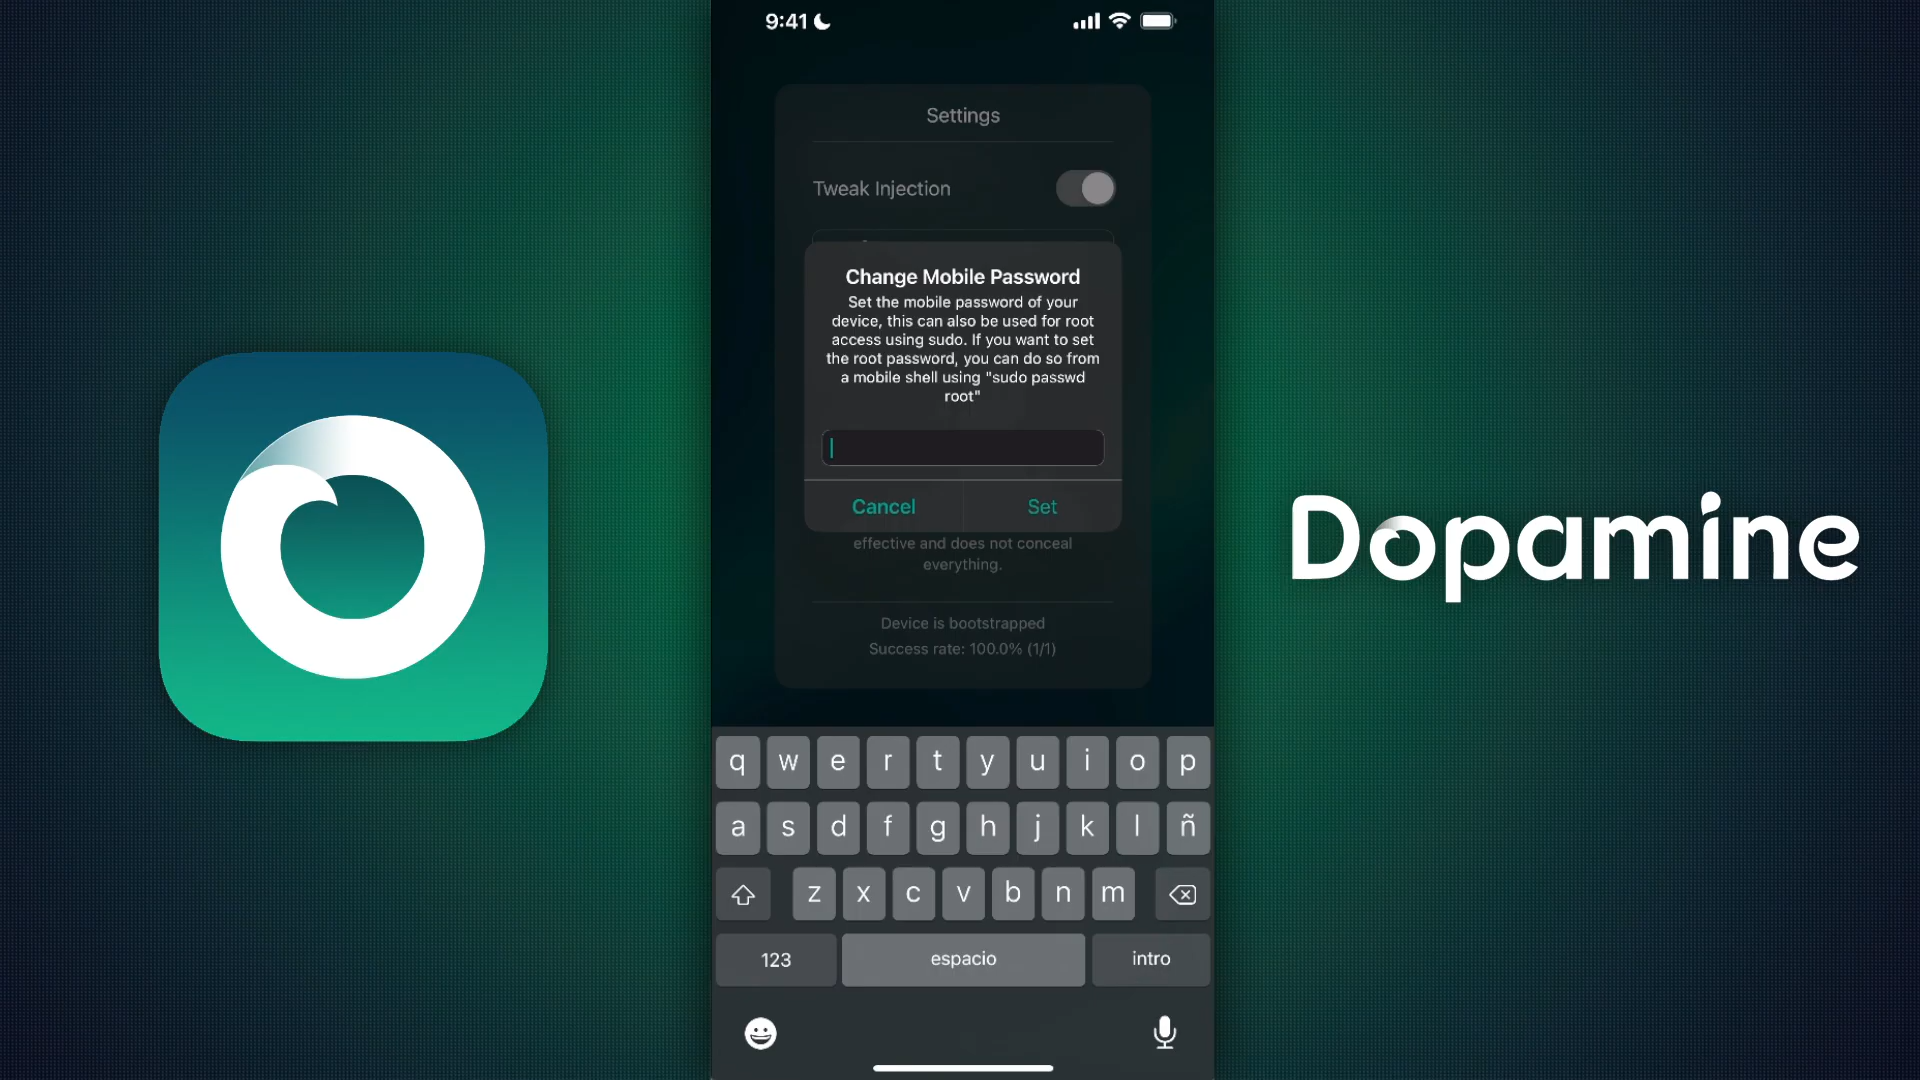 9:41
Settings
Tweak Injection
Change Mobile Password
Set the mobile password of your
device, this can also be used for root
access using sudo. If you want to set
the root password, you can do so from
a mobile shell using "sudo passwd
root"
Cancel Set
effective and does not conceal
everything.
Device is bootstrapped
Success rate: 100.0% (1/1)
Dopamine
q w e r t y u i o p
a s d f g h j k l ñ
z x c v b n m
123 espacio intro